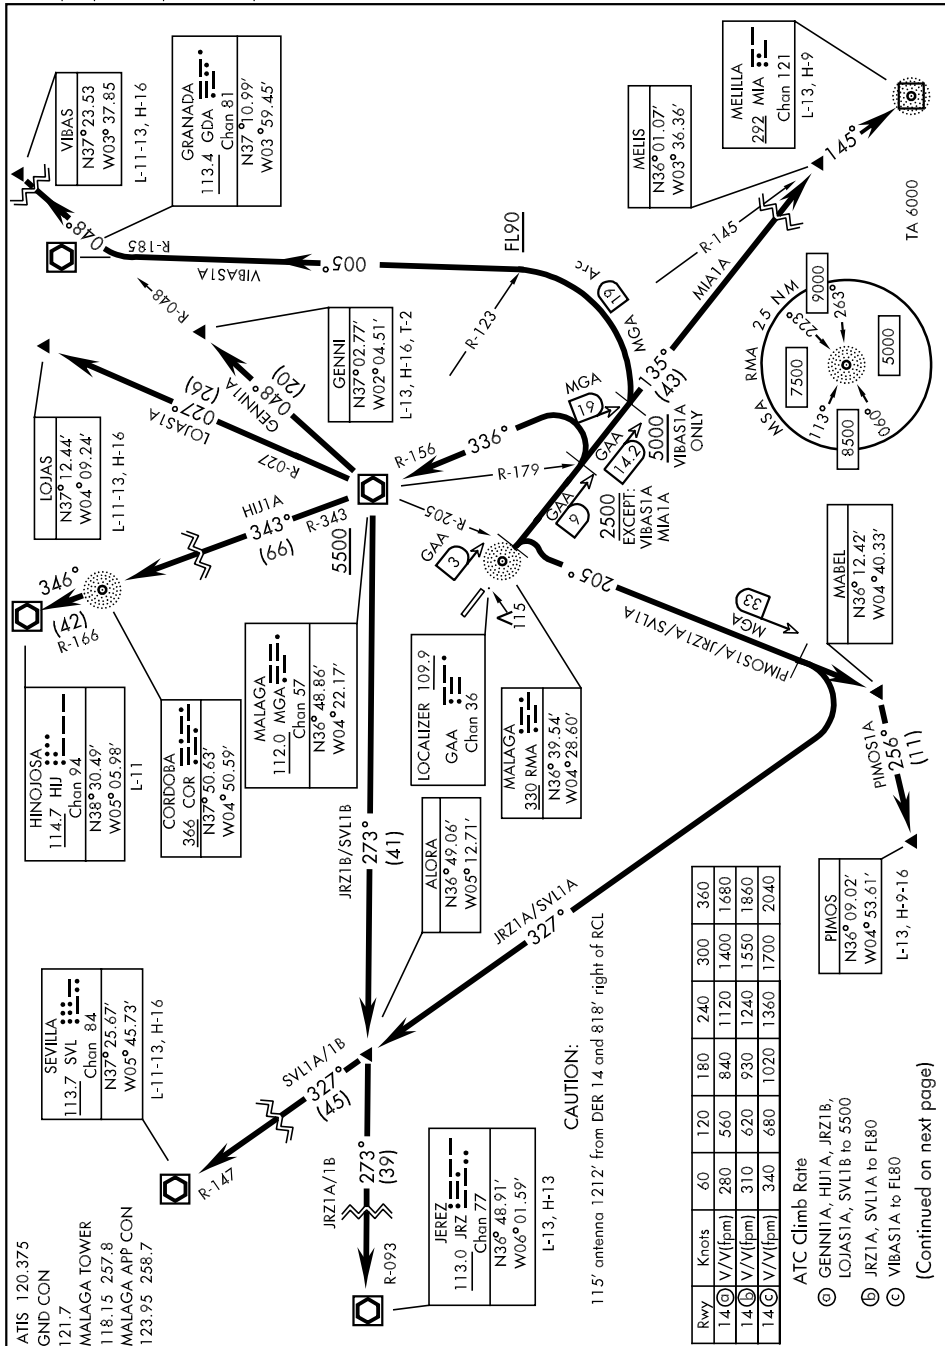 ATIS 120.375
GND CON
121.7
MALAGA TOWER
118.15 257.8
MALAGA APP CON
123.95 258.7
SEVILLA
113.7 SVL
Chan 84
N37° 25.67′
W05° 45.73′
L-11-13, H-16
HINOJOSA
114.7 HIJ
Chan 94
N38° 30.49′
W05° 05.98′
L-11
CORDOBA
366 COR
N37° 50.63′
W04° 50.59′
LOJAS
N37° 12.44′
W04° 09.24′
L-11-13, H-16
VIBAS
N37° 23.53
W03° 37.85
L-11-13, H-16
GRANADA
113.4 GDA
Chan 81
N37° 10.99′
W03° 59.45′
346°
(42)
R-166
HIJ1A
343°
(66)
R-343
5500
LOJAS1A
027°
(26)
R-027
GENNI1A
048°
(20)
R-048
048°
R-185
VIBAS1A
005°
FL90
GENNI
N37° 02.77′
W02° 04.51′
L-13, H-16, T-2
MALAGA
112.0 MGA
Chan 57
N36° 48.86′
W04° 22.17′
R-156
336°
R-179
R-205
R-123
MGA
19 Arc
MGA
19
GAA
3
GAA
9
GAA
14.2
2500
EXCEPT:
VIBAS1A
MIA1A
5000
VIBAS1A
ONLY
135°
(43)
MIA1A
R-145
MELIS
N36° 01.07′
W03° 36.36′
145°
MELILLA
292 MIA
Chan 121
L-13, H-9
TA 6000
MSA RMA 25 NM
223°
9000
263°
7500
5000
113°
060°
8500
R-147
SVL1A/1B
327°
(45)
JRZ1B/SVL1B
273°
(41)
ALORA
N36° 49.06′
W05° 12.71′
LOCALIZER 109.9
GAA
Chan 36
115
MALAGA
330 RMA
N36° 39.54′
W04° 28.60′
205°
PIMOS1A/JRZ1A/SVL1A
MGA
33
MABEL
N36° 12.42′
W04° 40.33′
PIMOS1A
256°
(11)
PIMOS
N36° 09.02′
W04° 53.61′
L-13, H-9-16
JRZ1A/SVL1A
327°
JRZ1A/1B
273°
(39)
R-093
JEREZ
113.0 JRZ
Chan 77
N36° 48.91′
W06° 01.59′
L-13, H-13
CAUTION:
115′ antenna 1212′ from DER 14 and 818′ right of RCL
Rwy Knots 60 120 180 240 300 360
14 ⓐ V/V(fpm) 280 560 840 1120 1400 1680
14 ⓑ V/V(fpm) 310 620 930 1240 1550 1860
14 ⓒ V/V(fpm) 340 680 1020 1360 1700 2040
ATC Climb Rate
ⓐ GENNI1A, HIJ1A, JRZ1B,
LOJAS1A, SVL1B to 5500
ⓑ JRZ1A, SVL1A to FL80
ⓒ VIBAS1A to FL80
(Continued on next page)